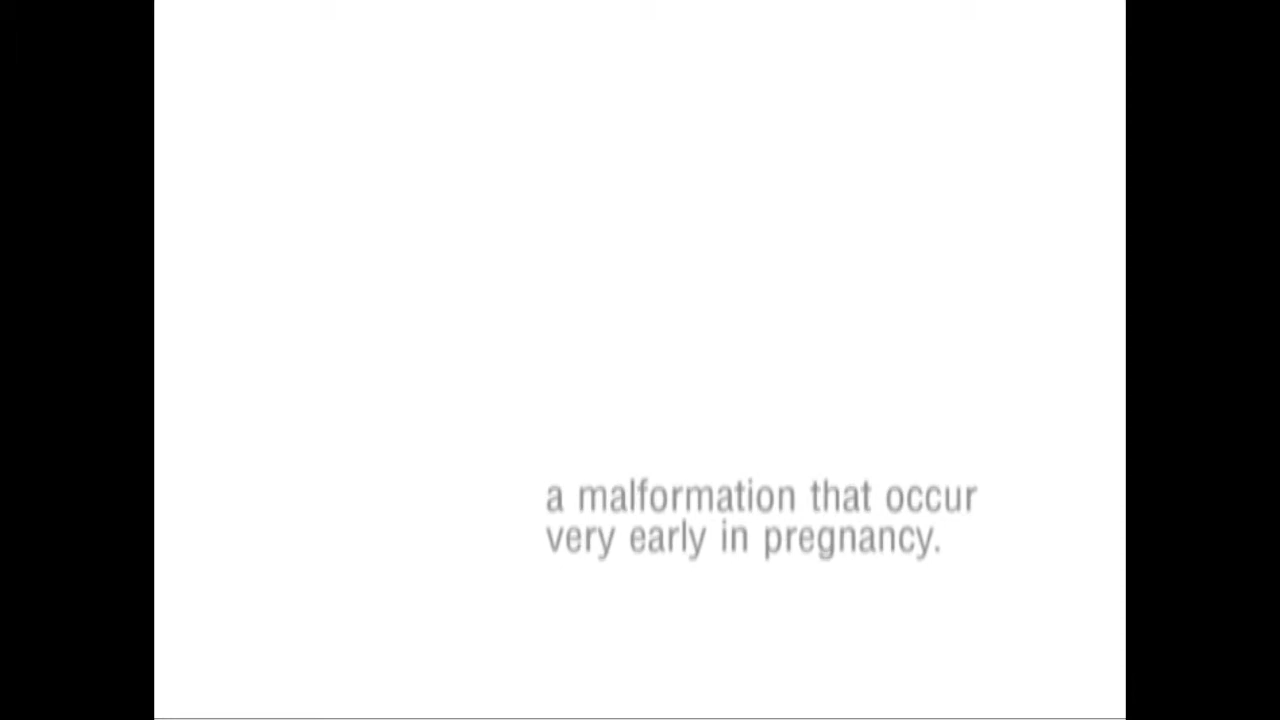 a malformation that occur
very early in pregnancy.